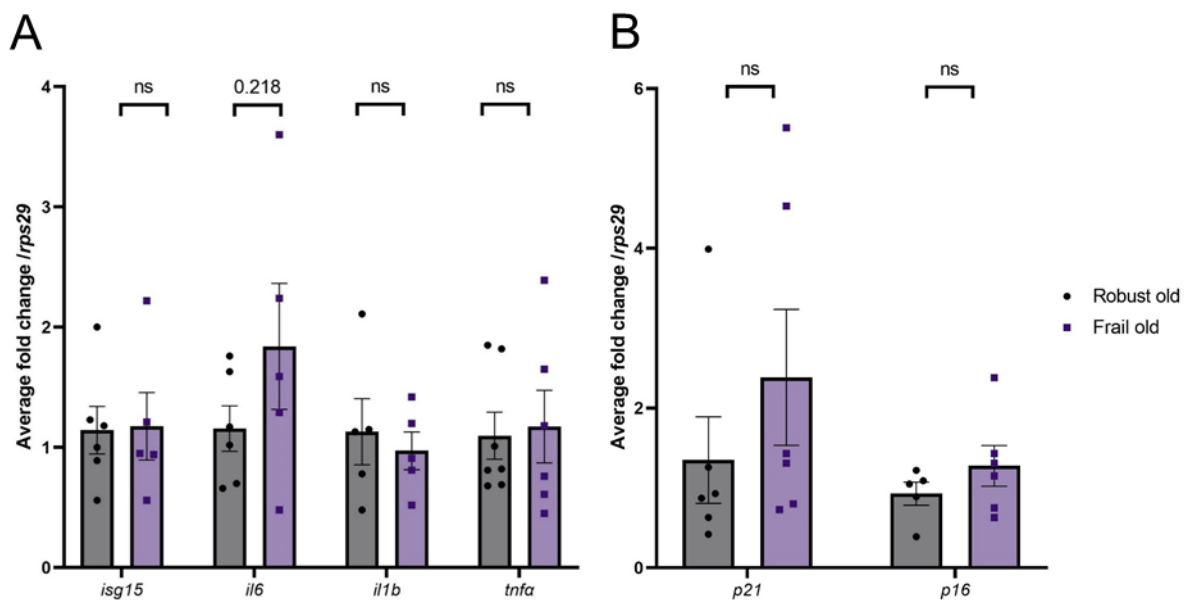 A
B
4
3
2
1
0
Average fold change /rps29
ns
0.218
ns
ns
isg15
il6
il1b
tnfα
6
4
2
0
Average fold change /rps29
ns
ns
p21
p16
Robust old
Frail old